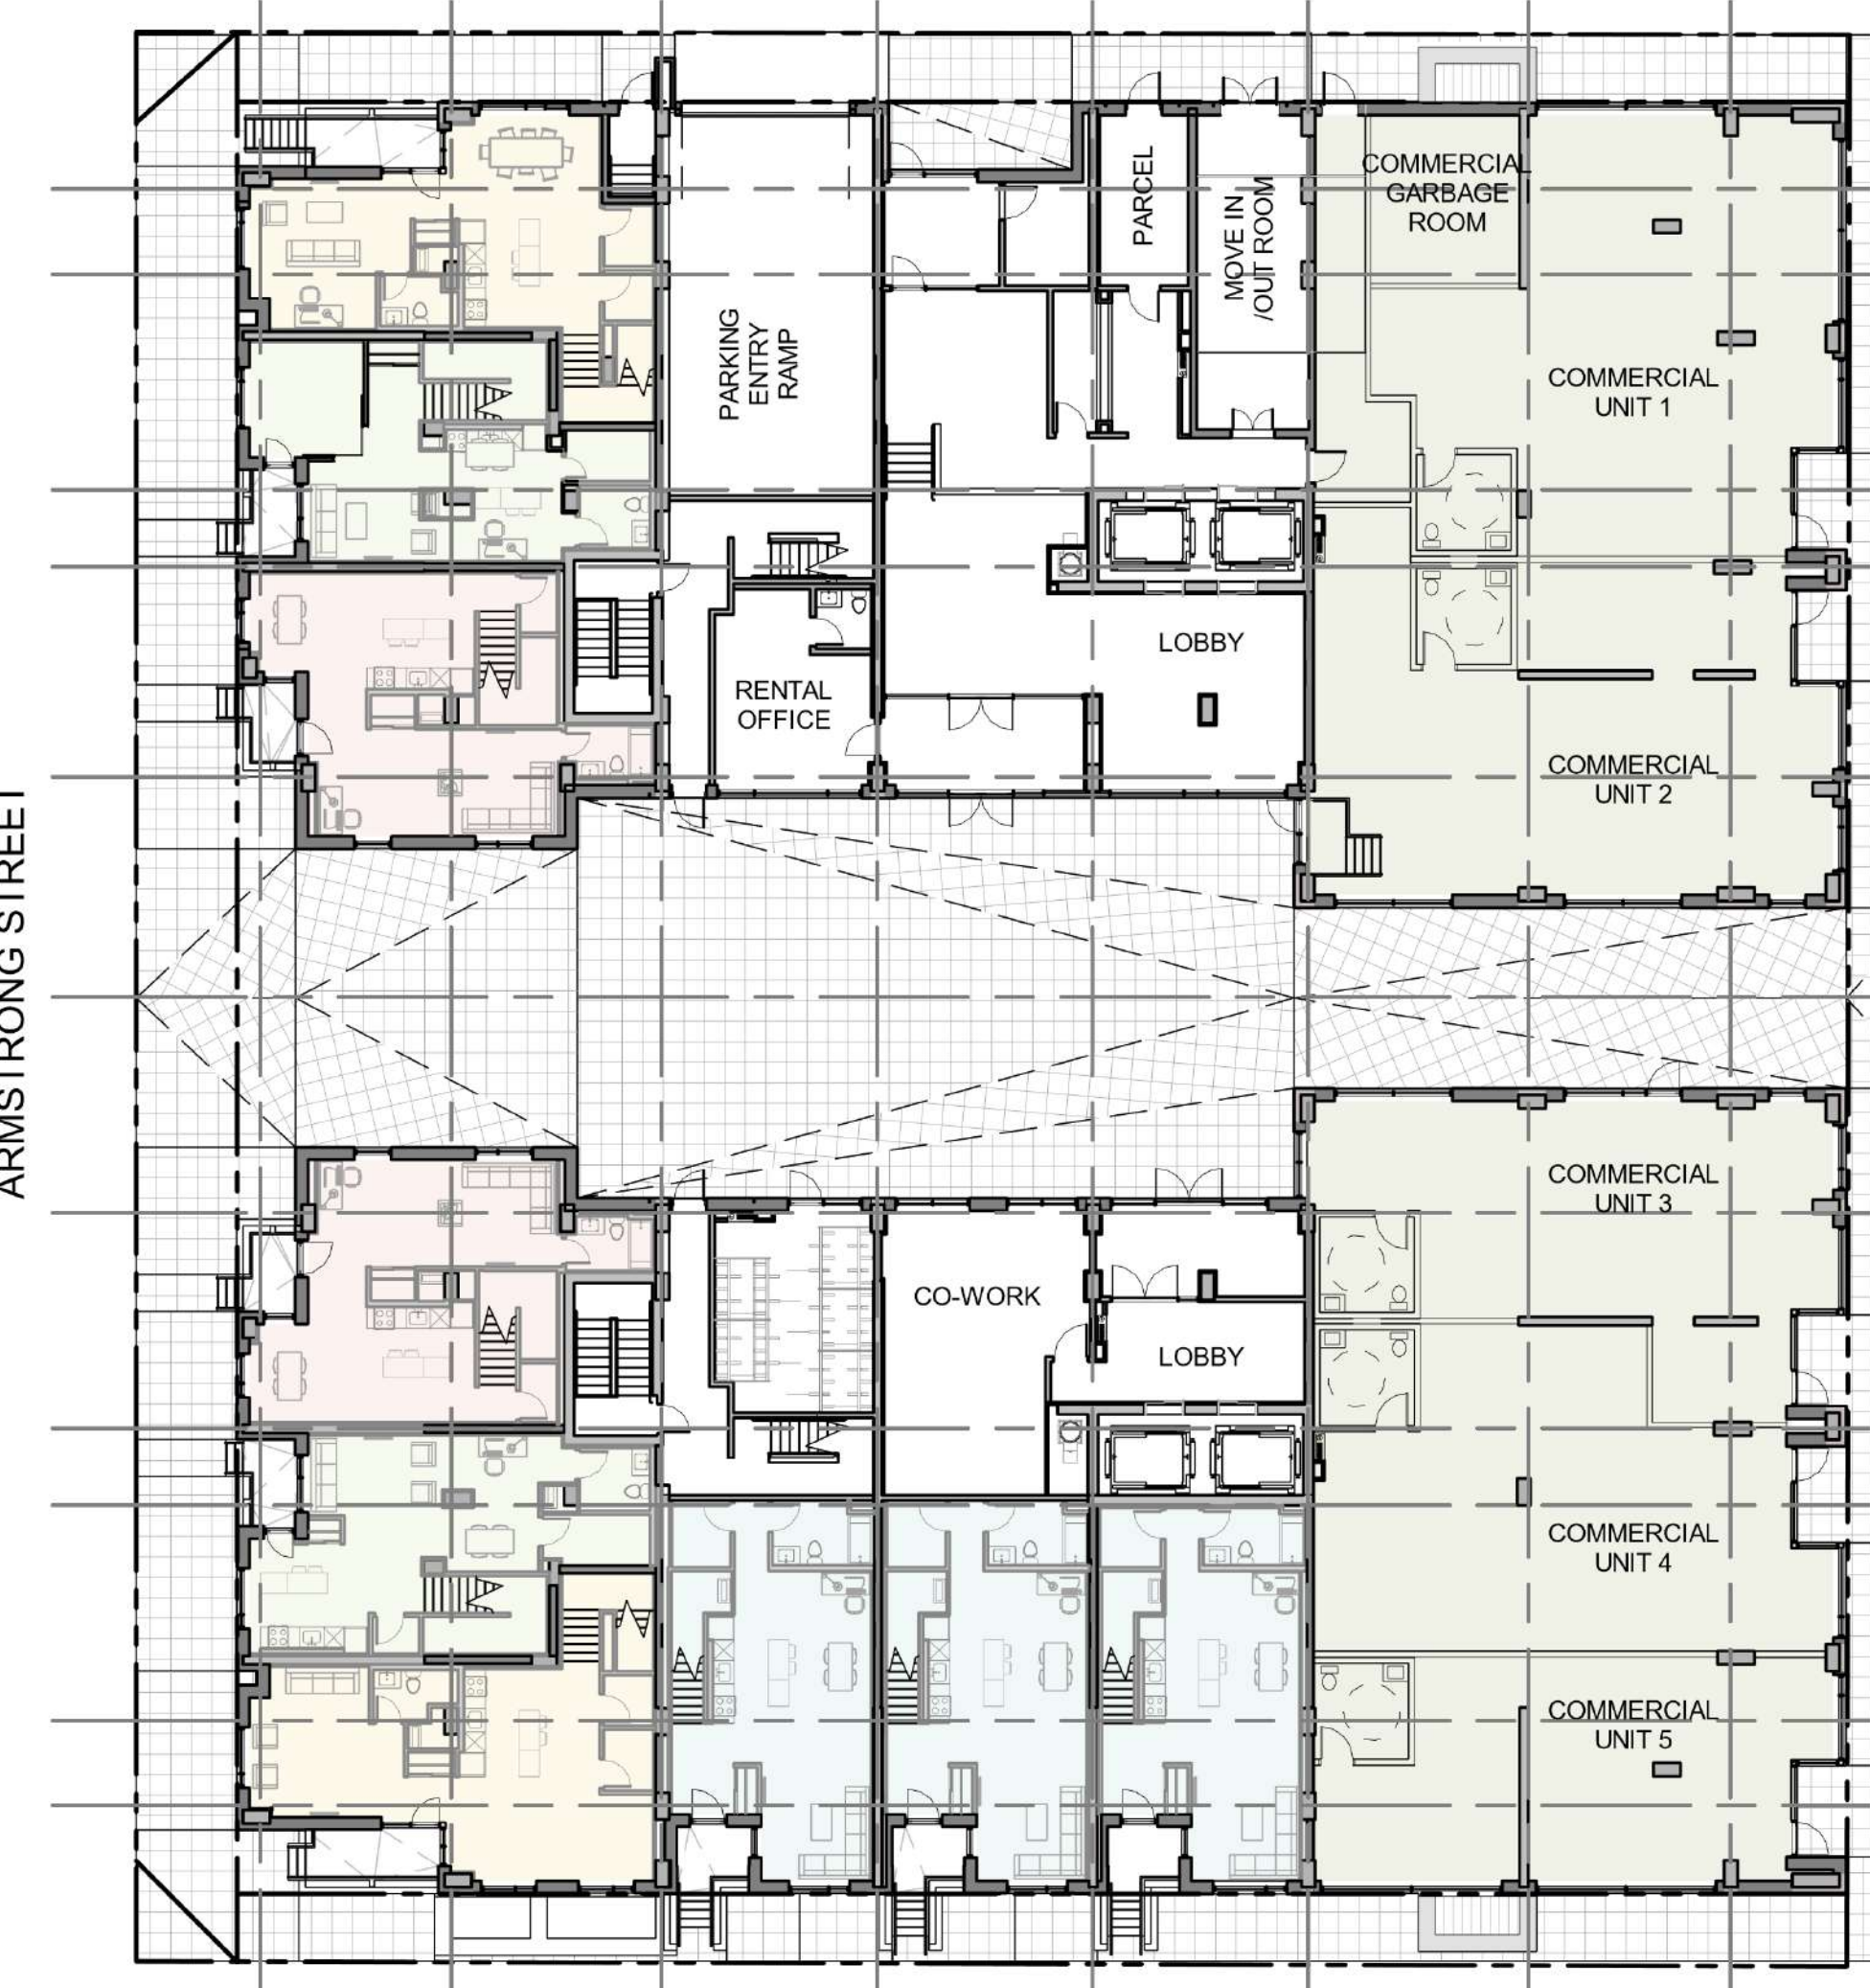 COMMERCIAL
GARBAGE
ROOM
PARCEL
MOVE IN
/OUT ROOM
PARKING
ENTRY
RAMP
COMMERCIAL
UNIT 1
LOBBY
RENTAL
OFFICE
COMMERCIAL
UNIT 2
ARMSTRONG STREET
COMMERCIAL
UNIT 3
CO-WORK
LOBBY
COMMERCIAL
UNIT 4
COMMERCIAL
UNIT 5